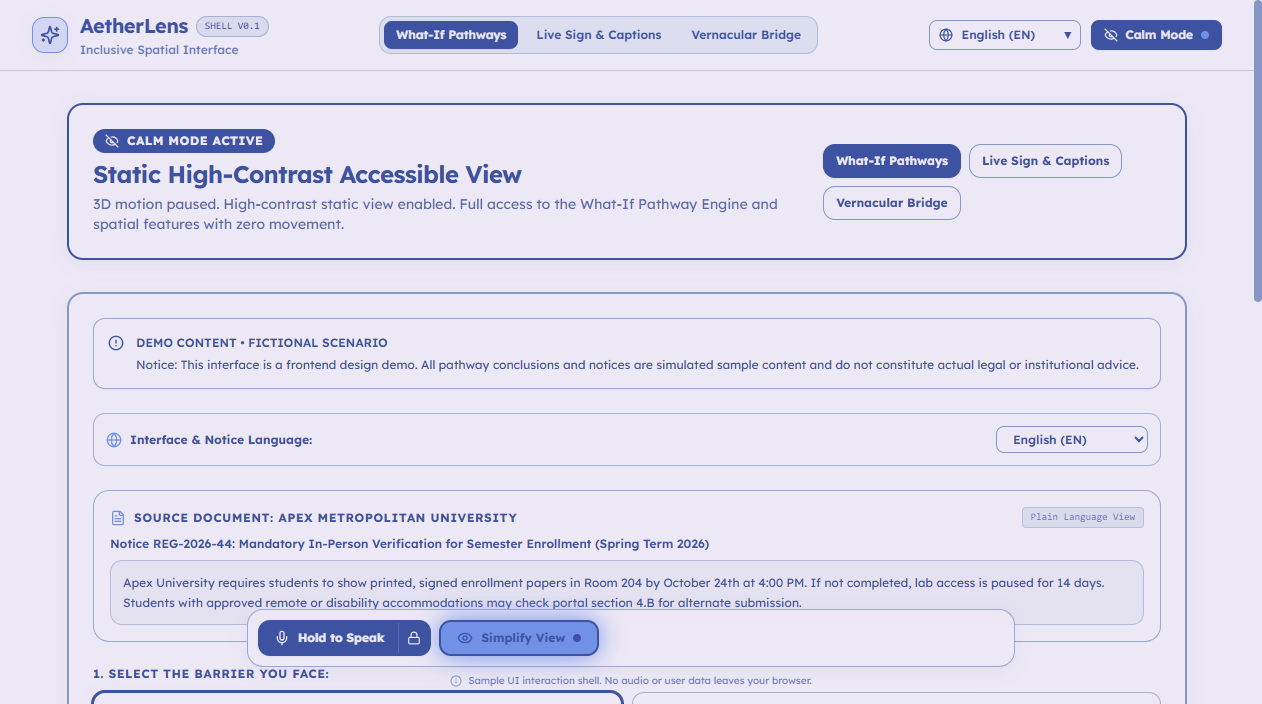 AetherLens
SHELL V0.1
Inclusive Spatial Interface
What-If Pathways
Live Sign & Captions
Vernacular Bridge
English (EN)
Calm Mode
CALM MODE ACTIVE
Static High-Contrast Accessible View
3D motion paused. High-contrast static view enabled. Full access to the What-If Pathway Engine and
spatial features with zero movement.
What-If Pathways
Live Sign & Captions
Vernacular Bridge
DEMO CONTENT • FICTIONAL SCENARIO
Notice: This interface is a frontend design demo. All pathway conclusions and notices are simulated sample content and do not constitute actual legal or institutional advice.
Interface & Notice Language:
English (EN)
SOURCE DOCUMENT: APEX METROPOLITAN UNIVERSITY
Plain Language View
Notice REG-2026-44: Mandatory In-Person Verification for Semester Enrollment (Spring Term 2026)
Apex University requires students to show printed, signed enrollment papers in Room 204 by October 24th at 4:00 PM. If not completed, lab access is paused for 14 days.
Students with approved remote or disability accommodations may check portal section 4.B for alternate submission.
Hold to Speak
Simplify View
1. SELECT THE BARRIER YOU FACE:
Sample UI interaction shell. No audio or user data leaves your browser.